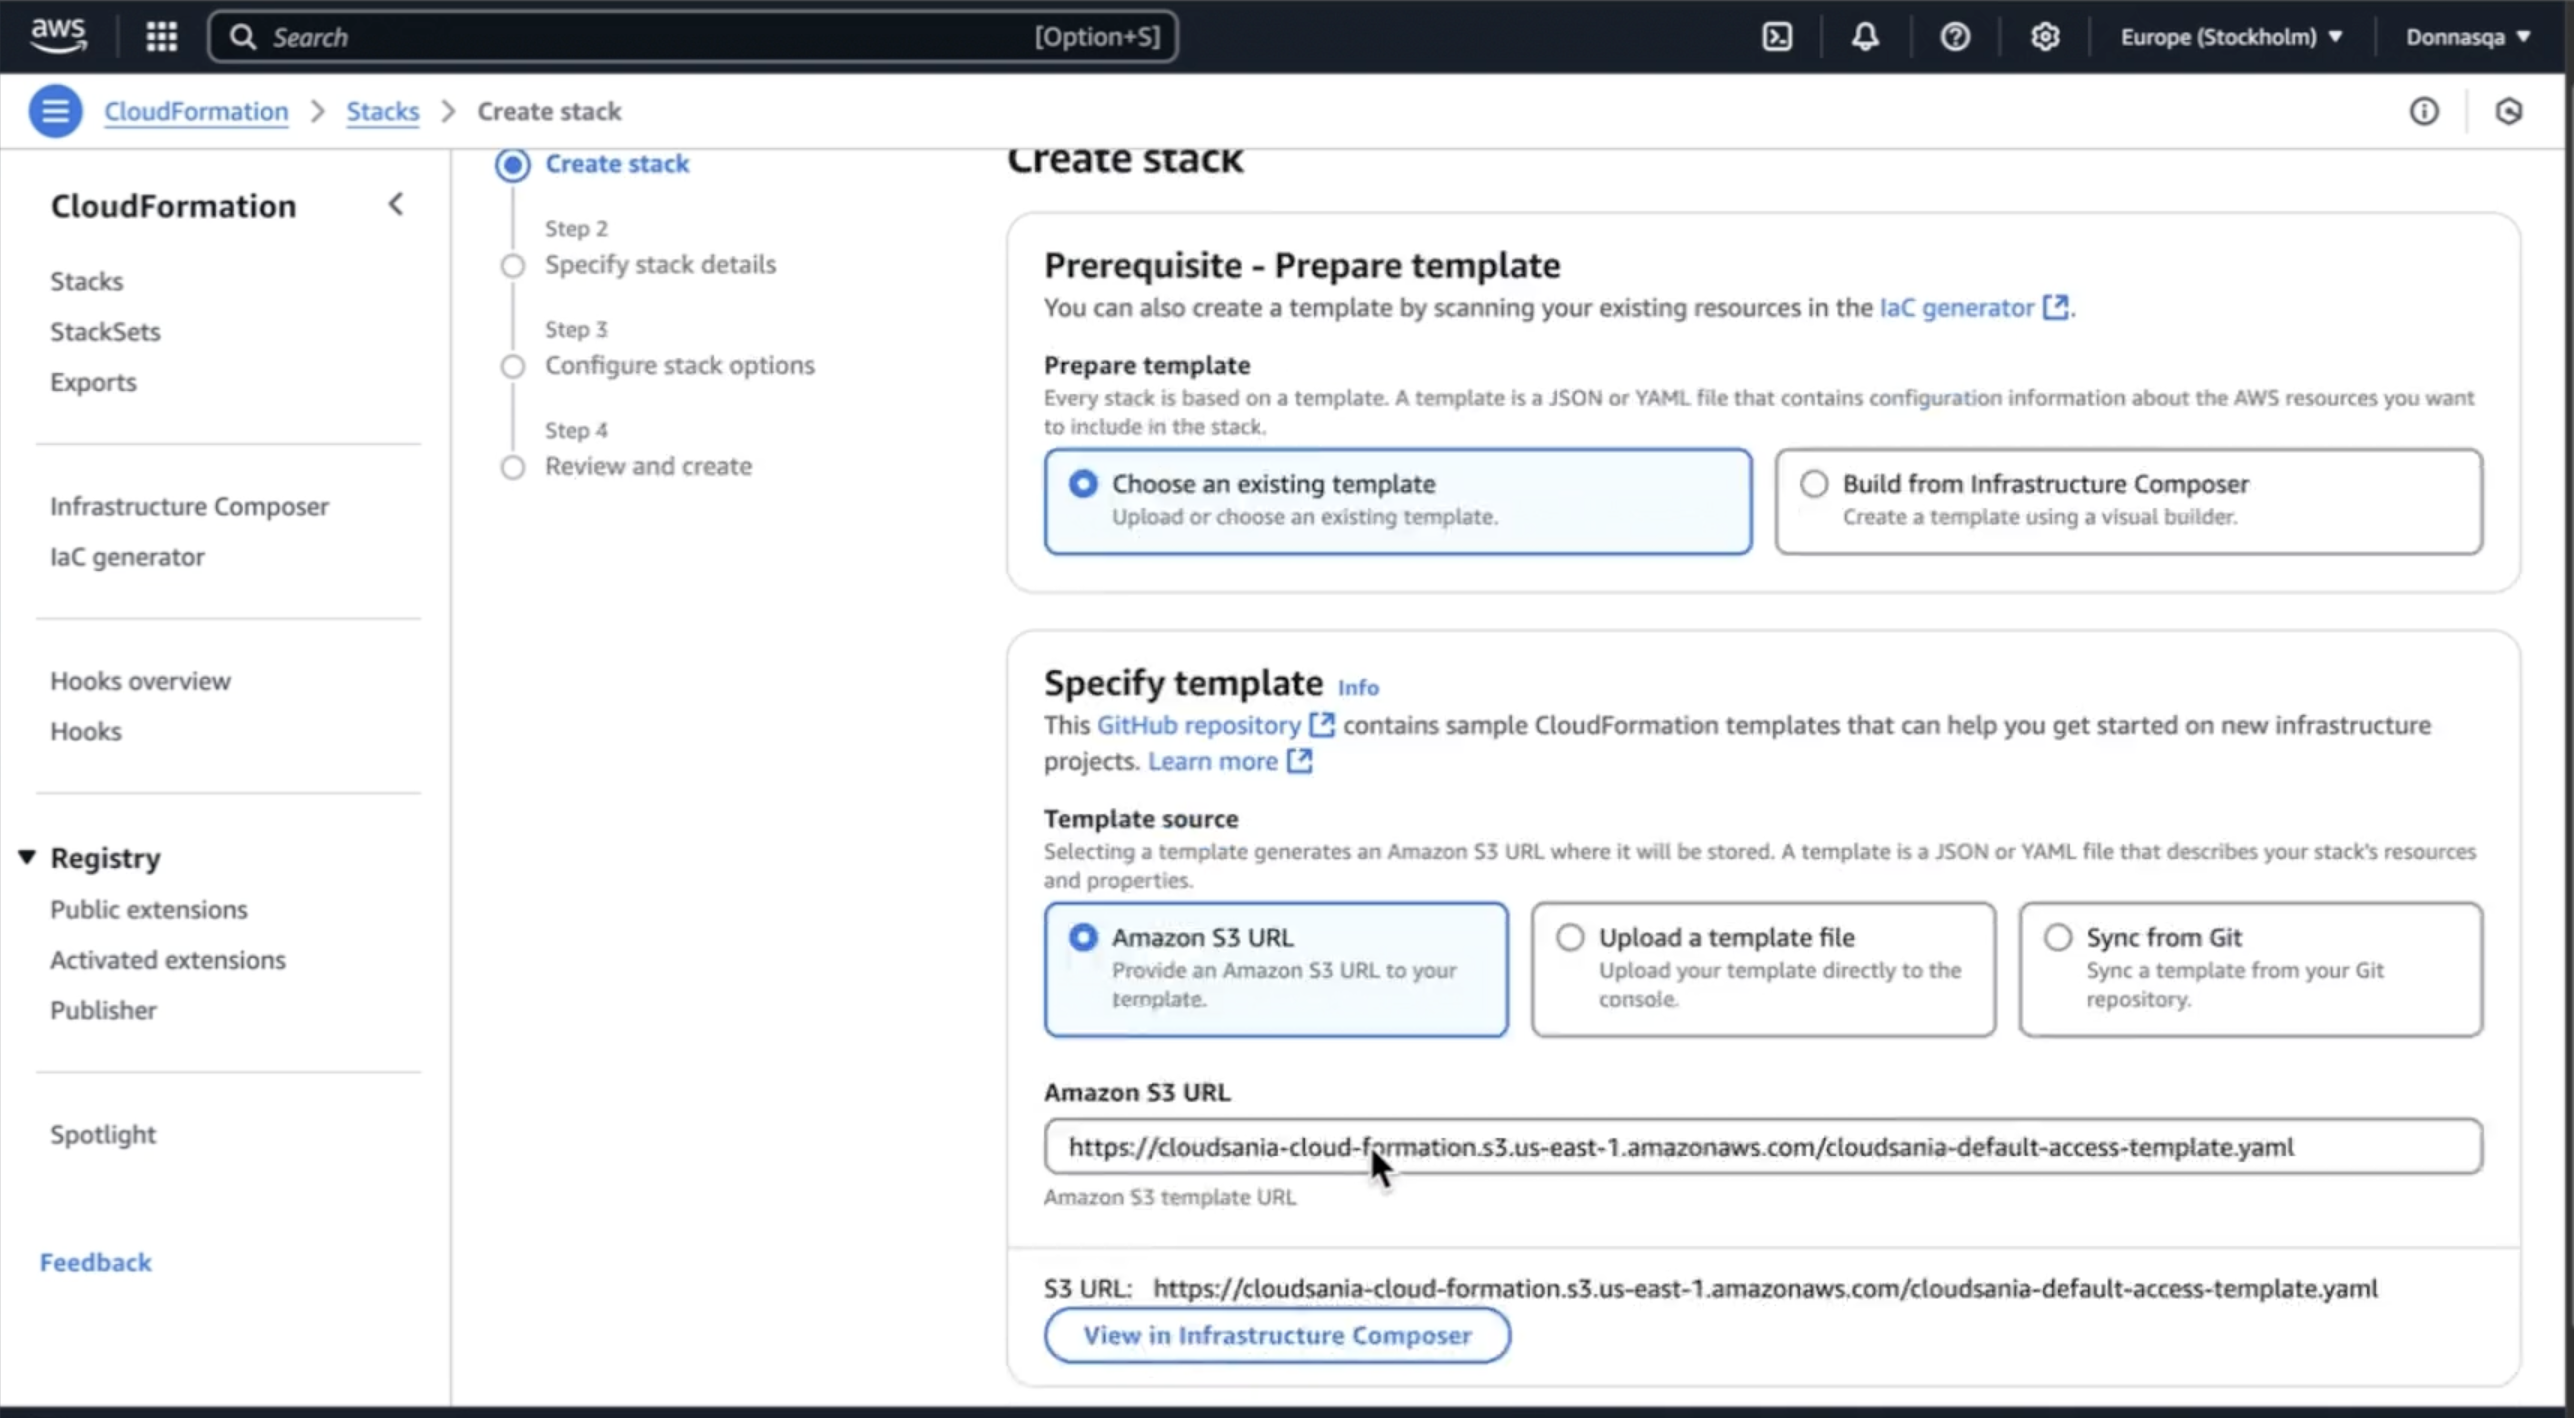 aws
Search [Option+S]
Europe (Stockholm)
Donnasqa
CloudFormation > Stacks > Create stack
CloudFormation
Stacks
StackSets
Exports
Infrastructure Composer
IaC generator
Hooks overview
Hooks
Registry
Public extensions
Activated extensions
Publisher
Spotlight
Feedback
Create stack
Step 2
Specify stack details
Step 3
Configure stack options
Step 4
Review and create
Create stack
Prerequisite - Prepare template
You can also create a template by scanning your existing resources in the IaC generator.
Prepare template
Every stack is based on a template. A template is a JSON or YAML file that contains configuration information about the AWS resources you want
to include in the stack.
Choose an existing template
Upload or choose an existing template.
Build from Infrastructure Composer
Create a template using a visual builder.
Specify template Info
This GitHub repository contains sample CloudFormation templates that can help you get started on new infrastructure
projects. Learn more
Template source
Selecting a template generates an Amazon S3 URL where it will be stored. A template is a JSON or YAML file that describes your stack's resources
and properties.
Amazon S3 URL
Provide an Amazon S3 URL to your
template.
Upload a template file
Upload your template directly to the
console.
Sync from Git
Sync a template from your Git
repository.
Amazon S3 URL
https://cloudsania-cloud-formation.s3.us-east-1.amazonaws.com/cloudsania-default-access-template.yaml
Amazon S3 template URL
S3 URL: https://cloudsania-cloud-formation.s3.us-east-1.amazonaws.com/cloudsania-default-access-template.yaml
View in Infrastructure Composer